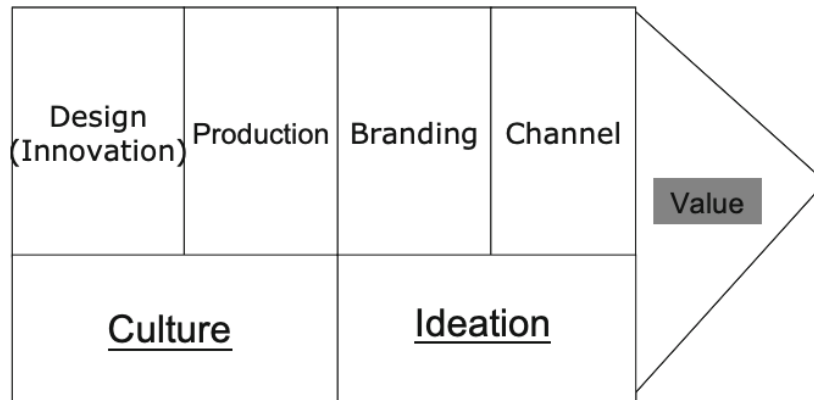 Design
(Innovation)
Production
Branding
Channel
Value
Culture
Ideation